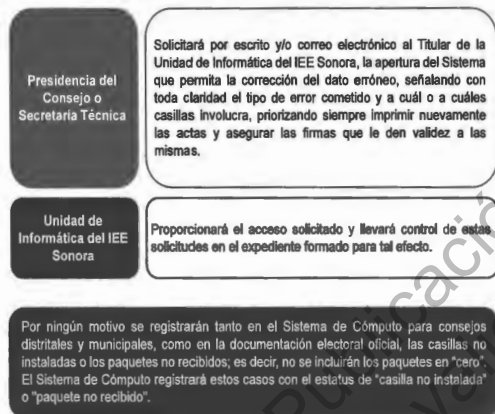 Presidencia del
Consejo o
Secretaría Técnica
Solicitará por escrito y/o correo electrónico al Titular de la
Unidad de Informática del IEE Sonora, la apertura del Sistema
que permita la corrección del dato erróneo, señalando con
toda claridad el tipo de error cometido y a cuál o a cuáles
casillas involucra, priorizando siempre imprimir nuevamente
las actas y asegurar las firmas que le den validez a las
mismas.
Unidad de
Informática del IEE
Sonora
Proporcionará el acceso solicitado y llevará control de estas
solicitudes en el expediente formado para tal efecto.
Por ningún motivo se registrarán tanto en el Sistema de Cómputo para consejos
distritales y municipales, como en la documentación electoral oficial, las casillas no
instaladas o los paquetes no recibidos; es decir, no se incluirán los paquetes en "cero".
El Sistema de Cómputo registrará estos casos con el estatus de "casilla no instalada"
o "paquete no recibido".